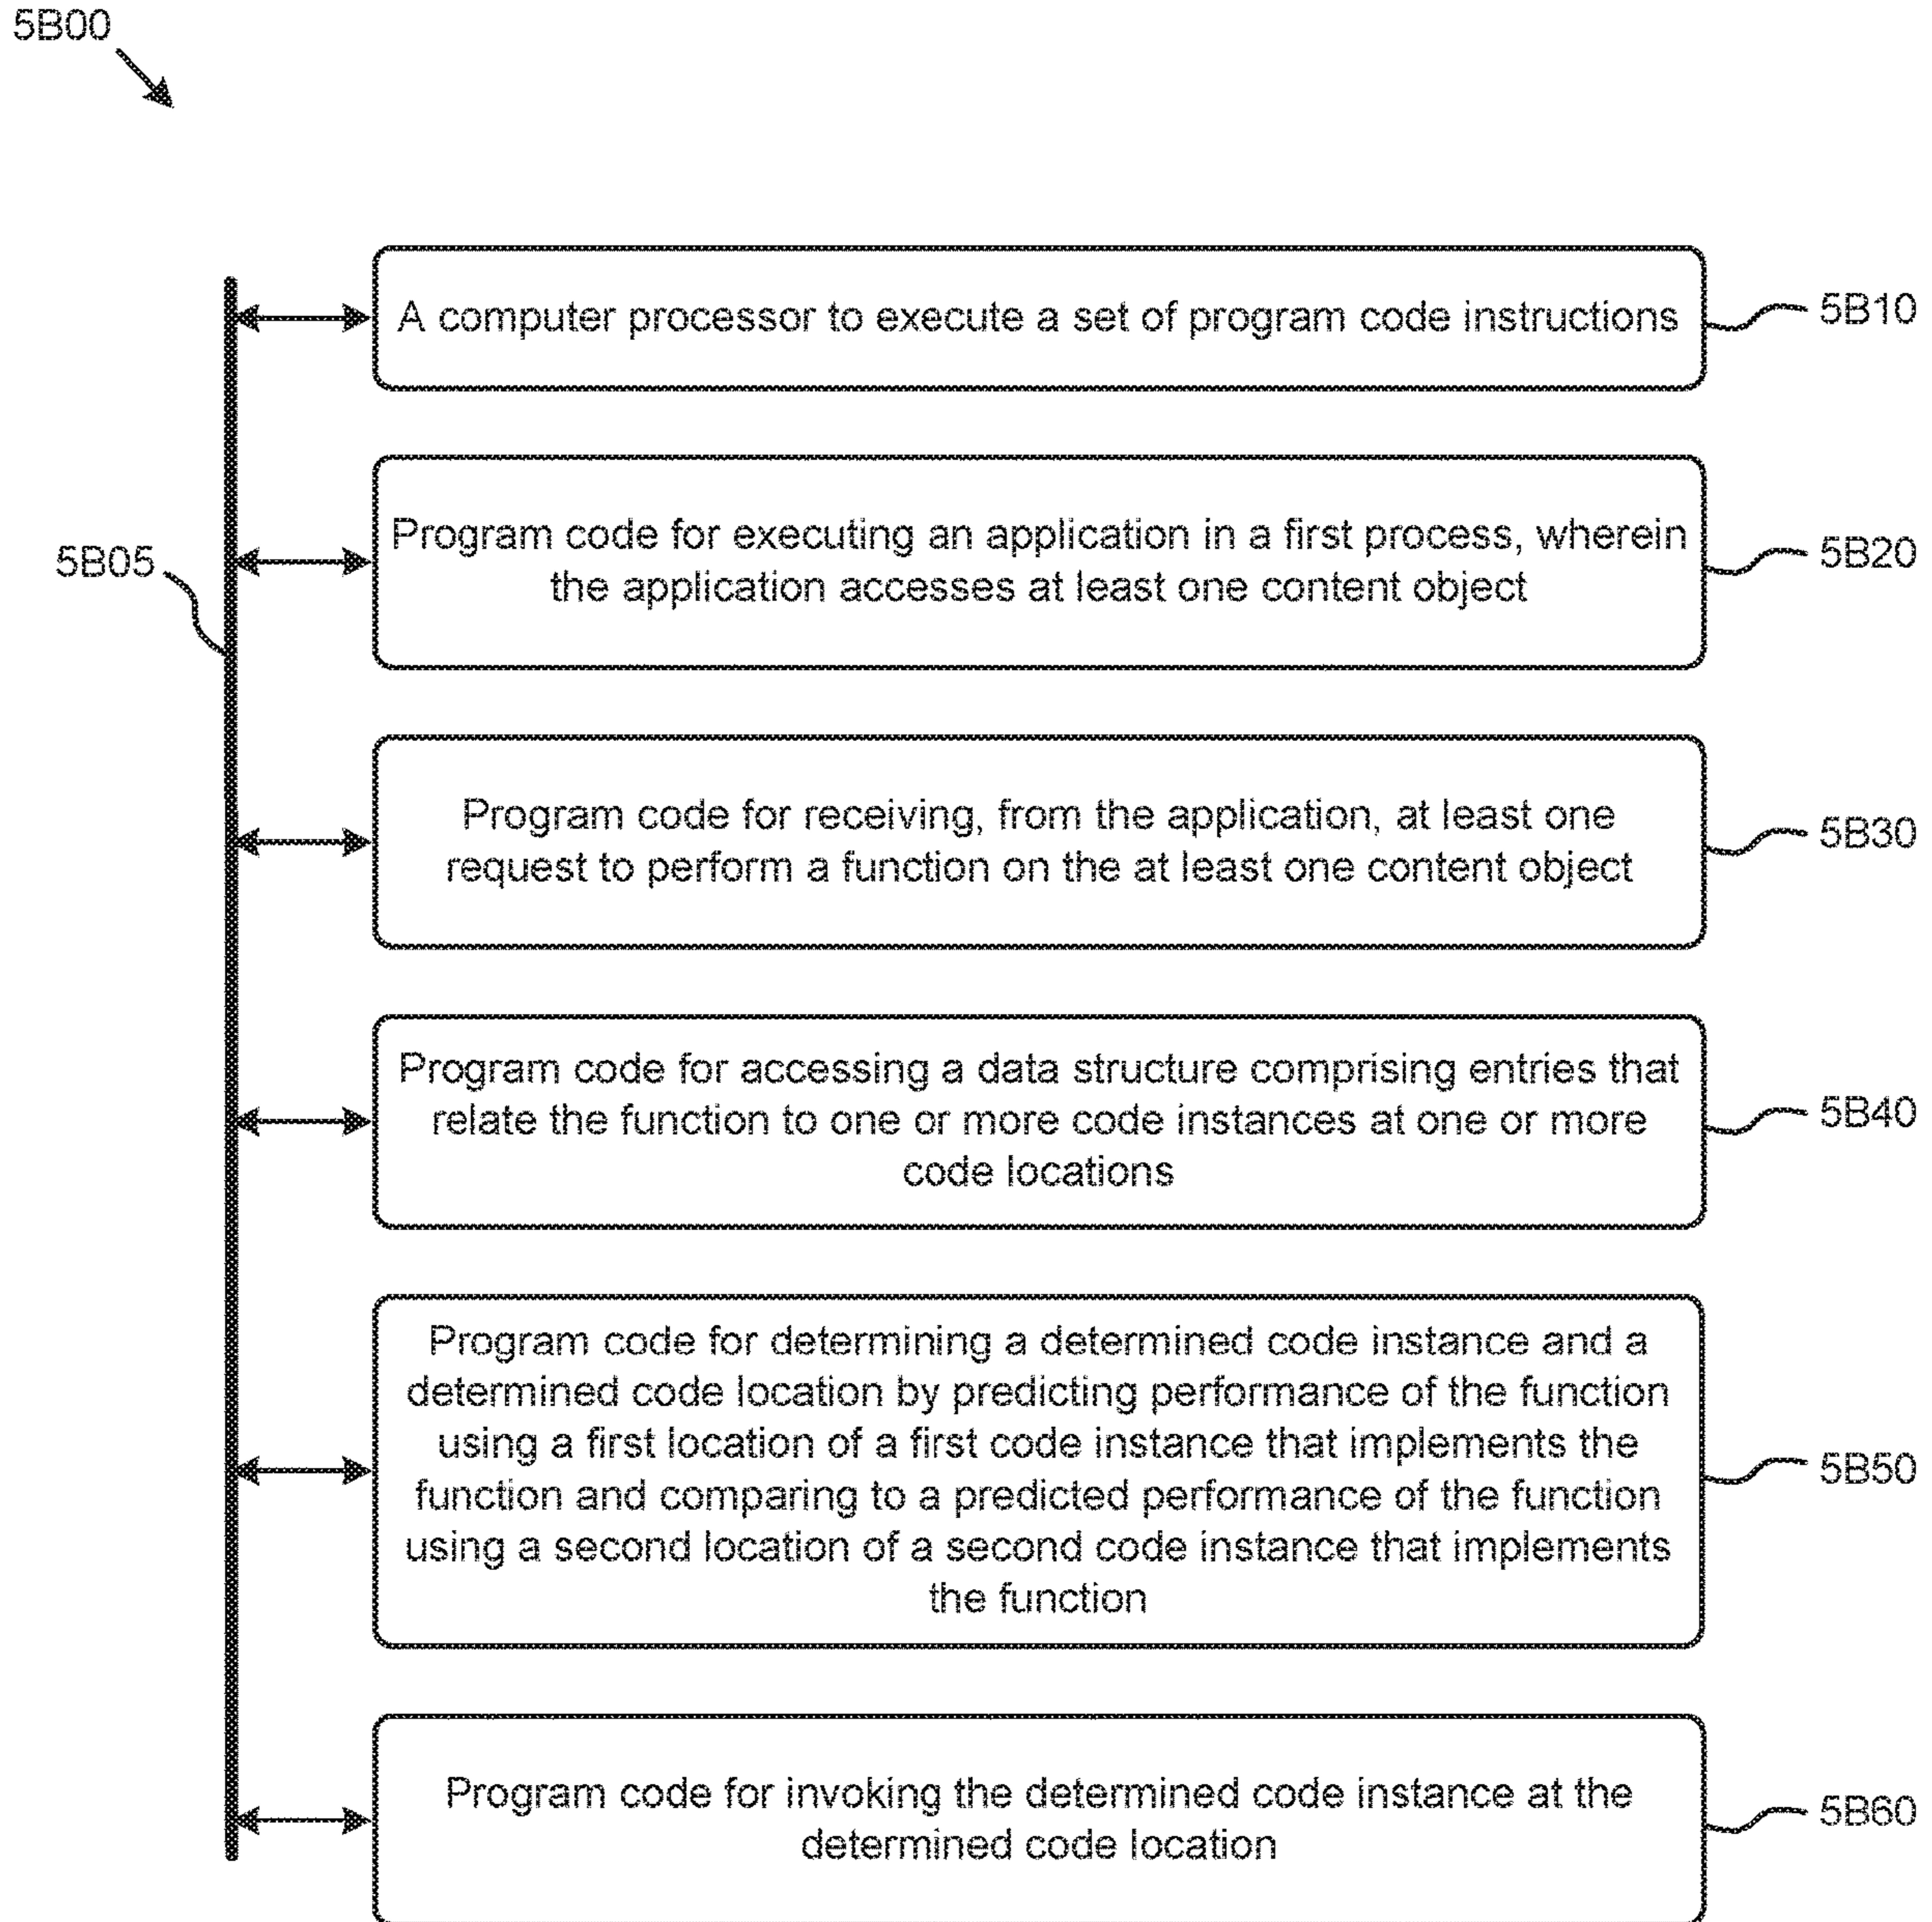 5B00
A computer processor to execute a set of program code instructions
5B10
Program code for executing an application in a first process, wherein
the application accesses at least one content object
5B20
5B05
Program code for receiving, from the application, at least one
request to perform a function on the at least one content object
5B30
Program code for accessing a data structure comprising entries that
relate the function to one or more code instances at one or more
code locations
5B40
Program code for determining a determined code instance and a
determined code location by predicting performance of the function
using a first location of a first code instance that implements the
function and comparing to a predicted performance of the function
using a second location of a second code instance that implements
the function
5B50
Program code for invoking the determined code instance at the
determined code location
5B60